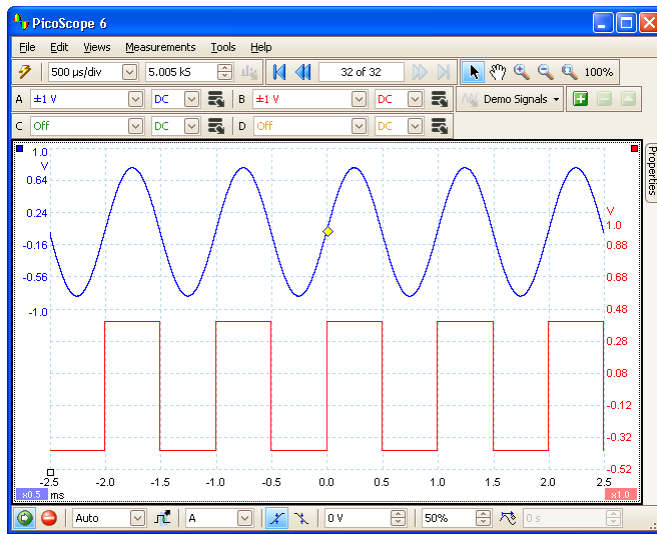 PicoScope 6
File Edit Views Measurements Tools Help
500 µs/div 5.005 kS 32 of 32 100%
A ±1 V DC B ±1 V DC Demo Signals
C Off DC D Off DC
1.0
V
0.64
0.24
-0.16
-0.56
-1.0
V
1.0
0.88
0.68
0.48
0.28
0.08
-0.12
-0.32
-0.52
-2.5 -2.0 -1.5 -1.0 -0.5 0.0 0.5 1.0 1.5 2.0 2.5
x0.5 ms x1.0
Properties
Auto A 0 V 50% 0 s